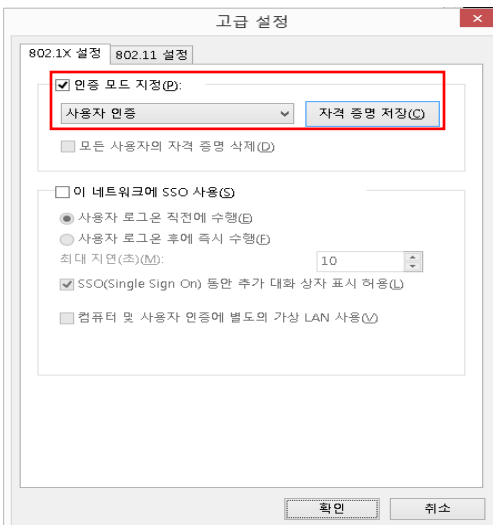 고급 설정
802.1X 설정 802.11 설정
인증 모드 지정(P):
사용자 인증 자격 증명 저장(C)
모든 사용자의 자격 증명 삭제(D)
이 네트워크에 SSO 사용(S)
사용자 로그온 직전에 수행(E)
사용자 로그온 후에 즉시 수행(F)
최대 지연(초)(M): 10
SSO(Single Sign On) 동안 추가 대화 상자 표시 허용(L)
컴퓨터 및 사용자 인증에 별도의 가상 LAN 사용(V)
확인 취소